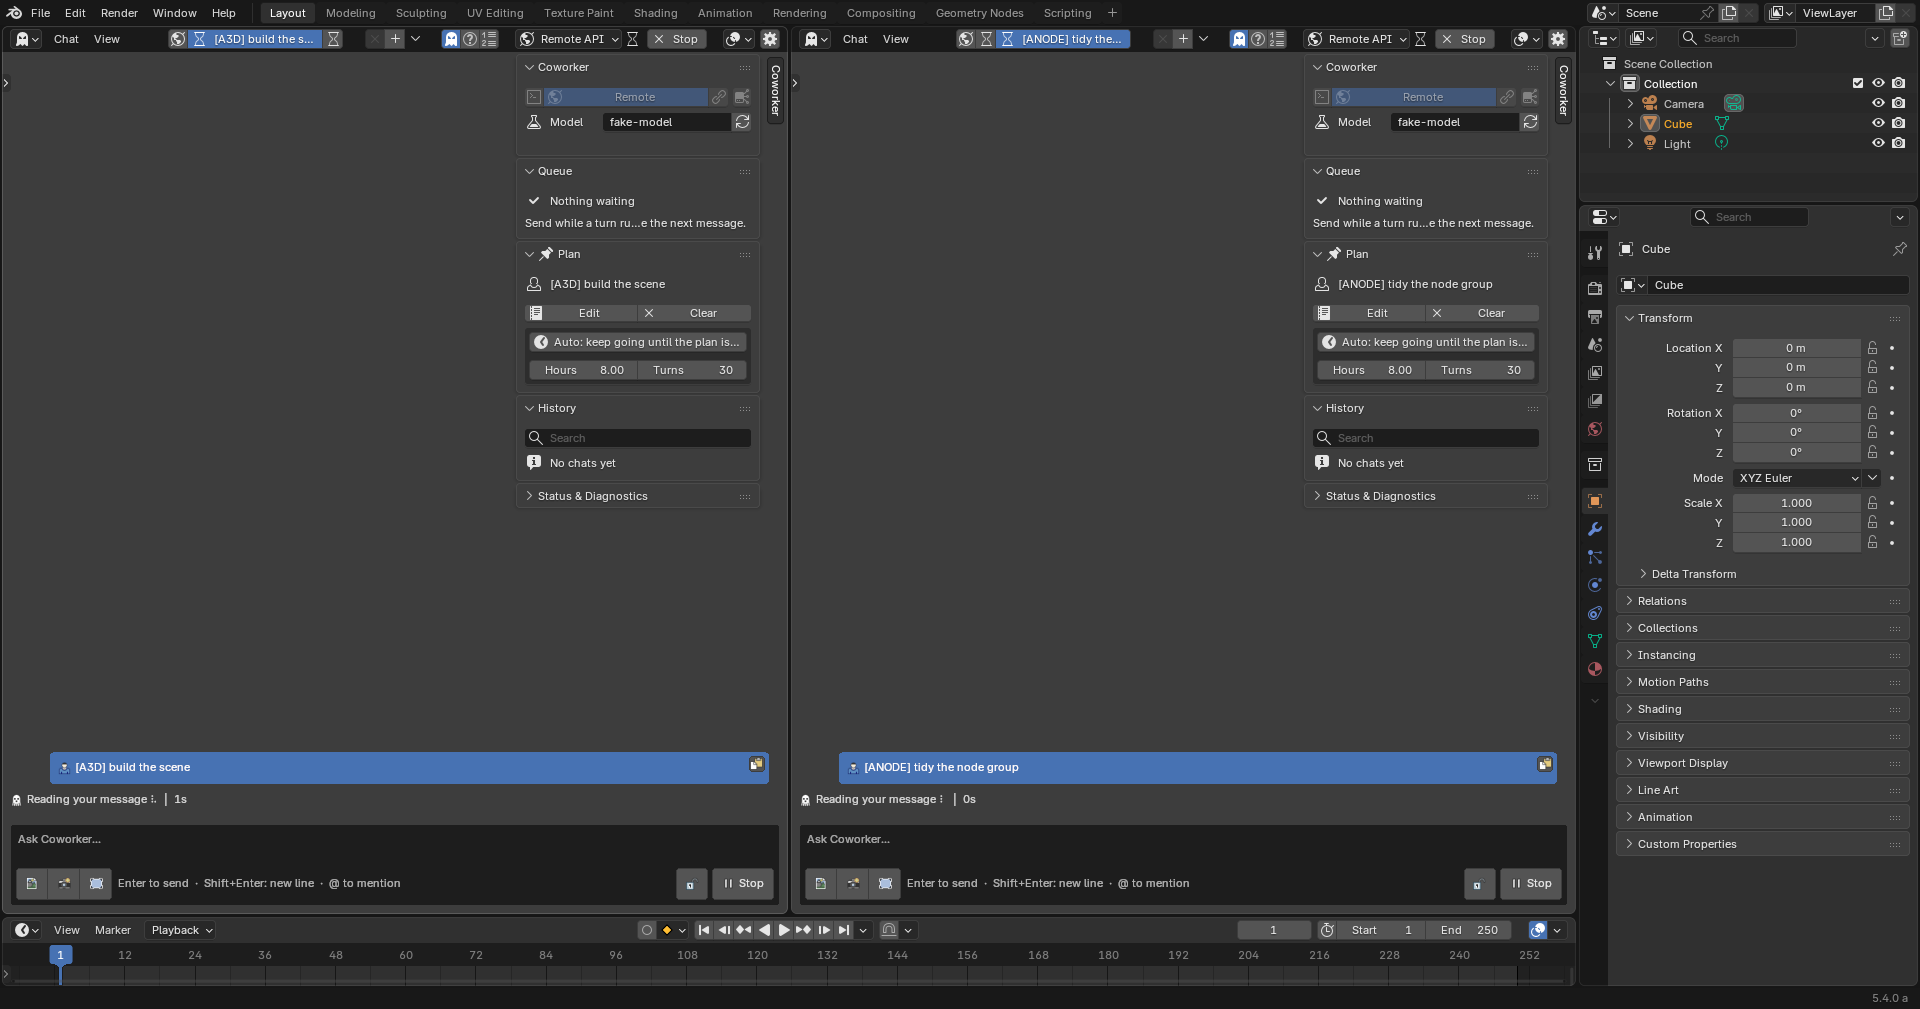 File Edit Render Window Help Layout Modeling Sculpting UV Editing Texture Paint Shading Animation Rendering Compositing Geometry Nodes Scripting Scene ViewLayer
Chat View [A3D] build the s... Remote API Stop
Chat View [ANODE] tidy the... Remote API Stop
Search
Coworker
Remote
Model fake-model
Queue
Nothing waiting
Send while a turn ru...e the next message.
Plan
[A3D] build the scene
Edit Clear
Auto: keep going until the plan is...
Hours 8.00 Turns 30
History
Search
No chats yet
Status & Diagnostics
Coworker
[A3D] build the scene
Reading your message 1s
Ask Coworker...
Enter to send · Shift+Enter: new line · @ to mention
Stop
Coworker
Remote
Model fake-model
Queue
Nothing waiting
Send while a turn ru...e the next message.
Plan
[ANODE] tidy the node group
Edit Clear
Auto: keep going until the plan is...
Hours 8.00 Turns 30
History
Search
No chats yet
Status & Diagnostics
Coworker
[ANODE] tidy the node group
Reading your message 0s
Ask Coworker...
Enter to send · Shift+Enter: new line · @ to mention
Stop
Scene Collection
Collection
Camera
Cube
Light
Search
Cube
Cube
Transform
Location X 0 m
Y 0 m
Z 0 m
Rotation X 0°
Y 0°
Z 0°
Mode XYZ Euler
Scale X 1.000
Y 1.000
Z 1.000
Delta Transform
Relations
Collections
Instancing
Motion Paths
Shading
Visibility
Viewport Display
Line Art
Animation
Custom Properties
View Marker Playback 1 Start 1 End 250
1 12 24 36 48 60 72 84 96 108 120 132 144 156 168 180 192 204 216 228 240 252
5.4.0 a